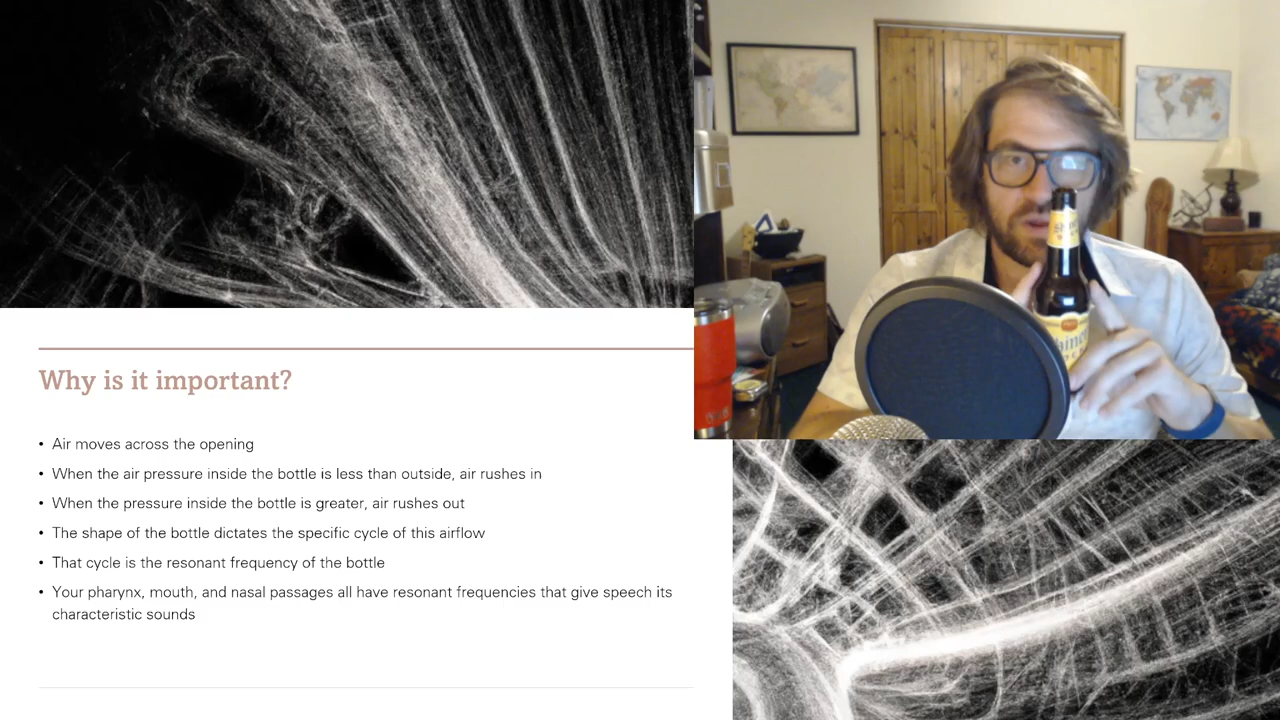 Why is it important?
• Air moves across the opening
• When the air pressure inside the bottle is less than outside, air rushes in
• When the pressure inside the bottle is greater, air rushes out
• The shape of the bottle dictates the specific cycle of this airflow
• That cycle is the resonant frequency of the bottle
• Your pharynx, mouth, and nasal passages all have resonant frequencies that give speech its
characteristic sounds